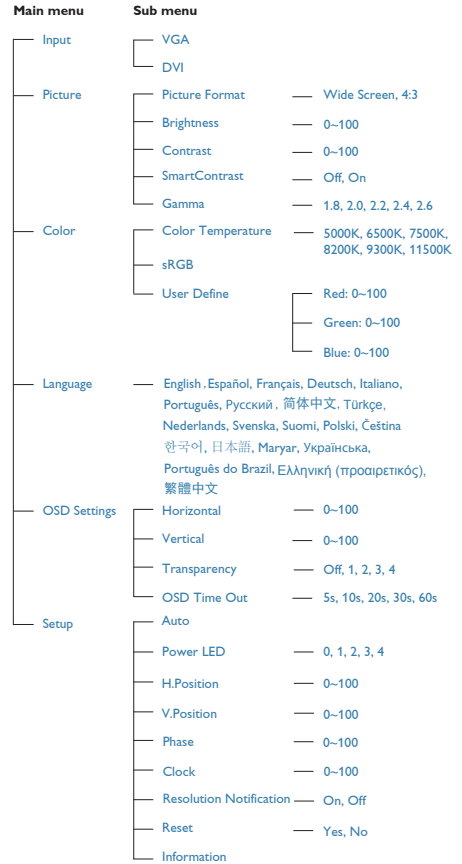 Main menu Sub menu
Input VGA
DVI
Picture Picture Format Wide Screen, 4:3
Brightness 0~100
Contrast 0~100
SmartContrast Off, On
Gamma 1.8, 2.0, 2.2, 2.4, 2.6
Color Color Temperature 5000K, 6500K, 7500K,
8200K, 9300K, 11500K
sRGB
User Define Red: 0~100
Green: 0~100
Blue: 0~100
Language English, Español, Français, Deutsch, Italiano,
Português, Русский, 简体中文, Türkçe,
Nederlands, Svenska, Suomi, Polski, Čeština
한국어, 日本語, Maryar, Українська,
Português do Brazil, Ελληνική (προαιρετικός),
繁體中文
OSD Settings Horizontal 0~100
Vertical 0~100
Transparency Off, 1, 2, 3, 4
OSD Time Out 5s, 10s, 20s, 30s, 60s
Setup Auto
Power LED 0, 1, 2, 3, 4
H.Position 0~100
V.Position 0~100
Phase 0~100
Clock 0~100
Resolution Notification On, Off
Reset Yes, No
Information